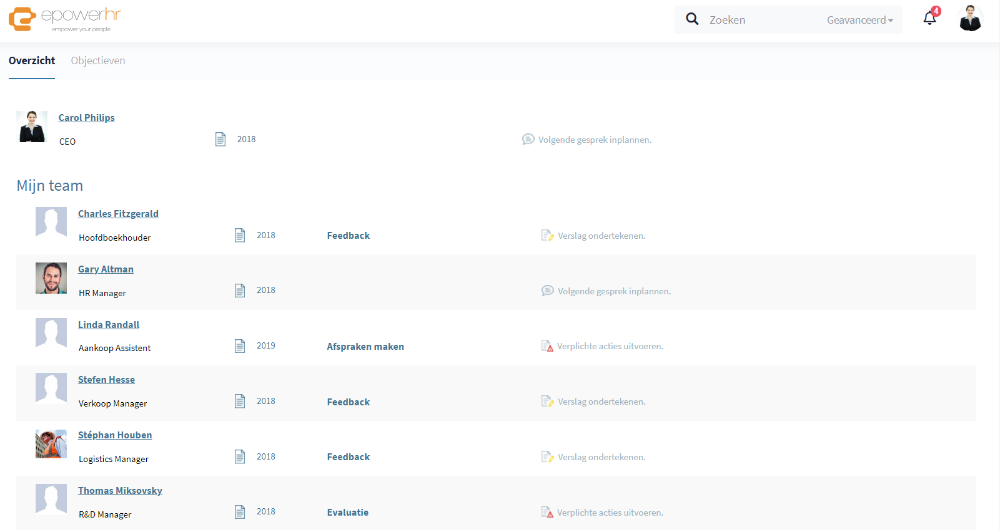 epowerhr
empower your people
Zoeken
Geavanceerd
4
Overzicht
Objectieven
Carol Philips
CEO
2018
Volgende gesprek inplannen.
Mijn team
Charles Fitzgerald
Hoofdboekhouder
2018
Feedback
Verslag ondertekenen.
Gary Altman
HR Manager
2018
Volgende gesprek inplannen.
Linda Randall
Aankoop Assistent
2019
Afspraken maken
Verplichte acties uitvoeren.
Stefen Hesse
Verkoop Manager
2018
Feedback
Verslag ondertekenen.
Stéphan Houben
Logistics Manager
2018
Feedback
Verslag ondertekenen.
Thomas Miksovsky
R&D Manager
2018
Evaluatie
Verplichte acties uitvoeren.